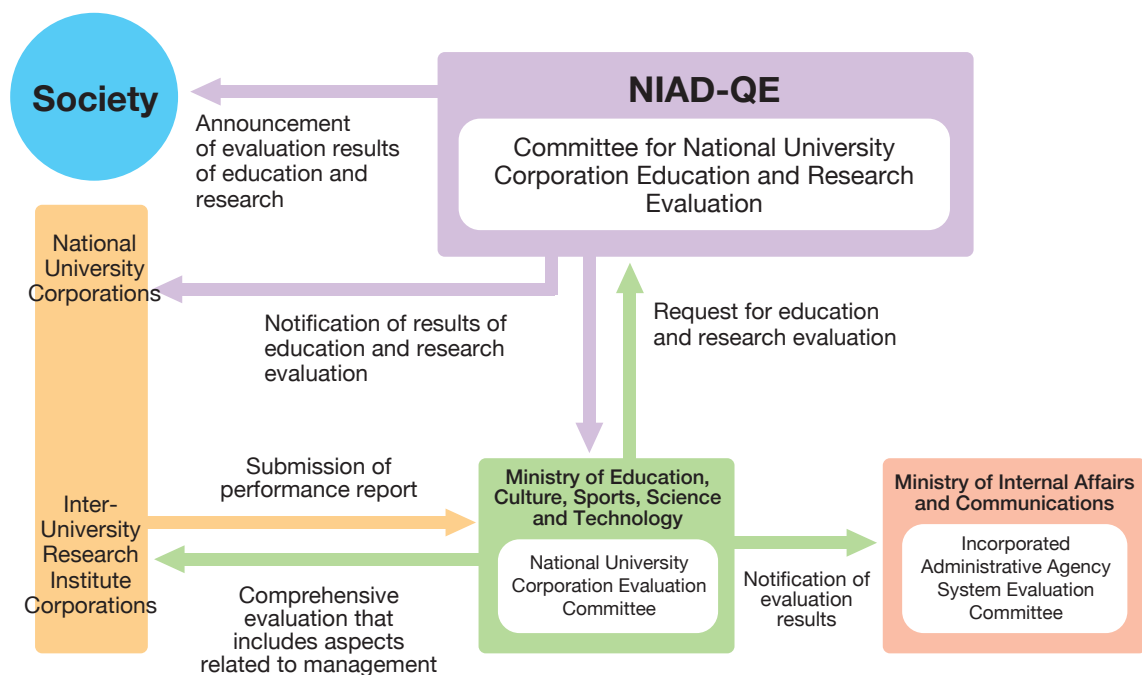 Society
NIAD-QE
Committee for National University
Corporation Education and Research
Evaluation
Announcement
of evaluation results
of education and
research
National
University
Corporations
Notification of results of
education and research
evaluation
Request for education
and research evaluation
Submission of
performance report
Inter-
University
Research
Institute
Corporations
Comprehensive
evaluation that
includes aspects
related to management
Ministry of Education,
Culture, Sports, Science
and Technology
National University
Corporation Evaluation
Committee
Notification of
evaluation
results
Ministry of Internal Affairs
and Communications
Incorporated
Administrative Agency
System Evaluation
Committee